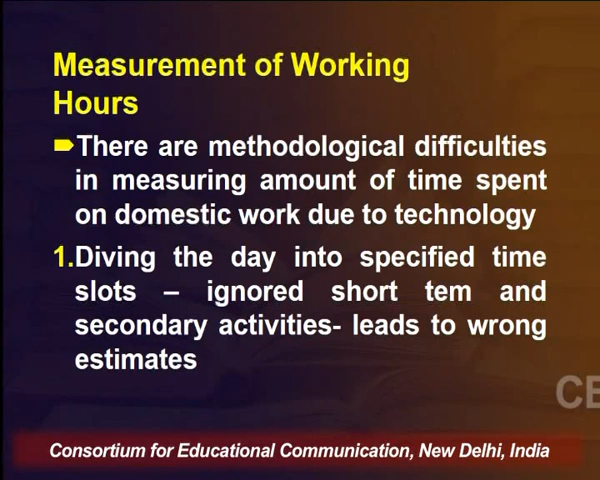 Measurement of Working
Hours
There are methodological difficulties
in measuring amount of time spent
on domestic work due to technology
1.Diving the day into specified time
slots – ignored short tem and
secondary activities- leads to wrong
estimates
CE
Consortium for Educational Communication, New Delhi, India